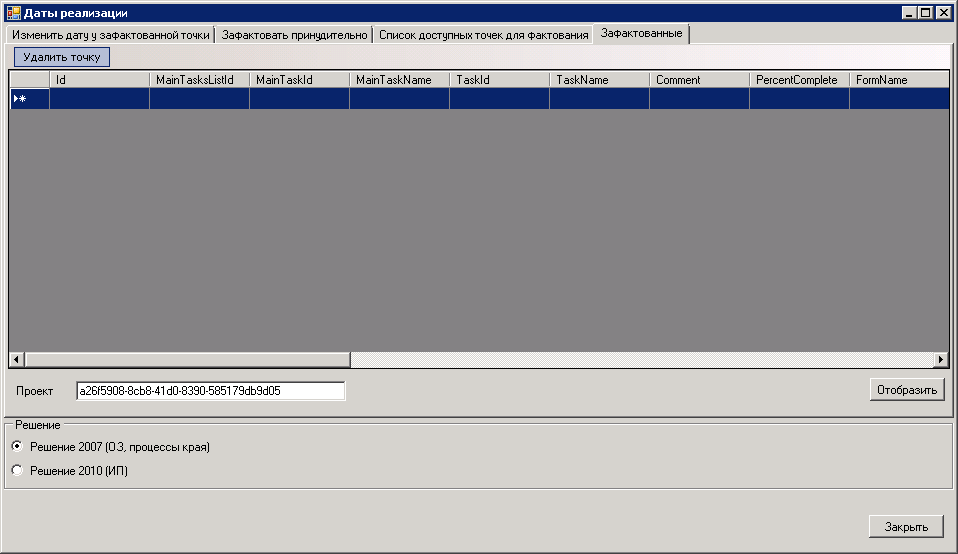 Даты реализации
Изменить дату у зафактованной точки Зафактовать принудительно Список доступных точек для фактования Зафактованные
Удалить точку
Id MainTasksListId MainTaskId MainTaskName TaskId TaskName Comment PercentComplete FormName
Проект a26f5908-8cb8-41d0-8390-585179db9d05 Отобразить
Решение
Решение 2007 (ОЗ, процессы края)
Решение 2010 (ИП)
Закрыть